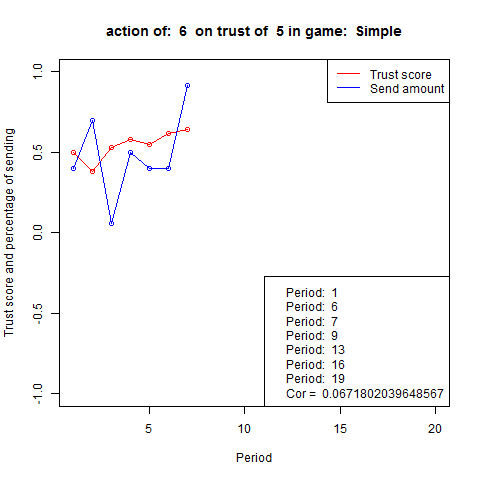 action of:  6  on trust of  5 in game:  Simple
Trust score
Send amount
Trust score and percentage of sending
1.0
0.5
0.0
-0.5
-1.0
Period:  1
Period:  6
Period:  7
Period:  9
Period:  13
Period:  16
Period:  19
Cor =  0.0671802039648567
5
10
15
20
Period